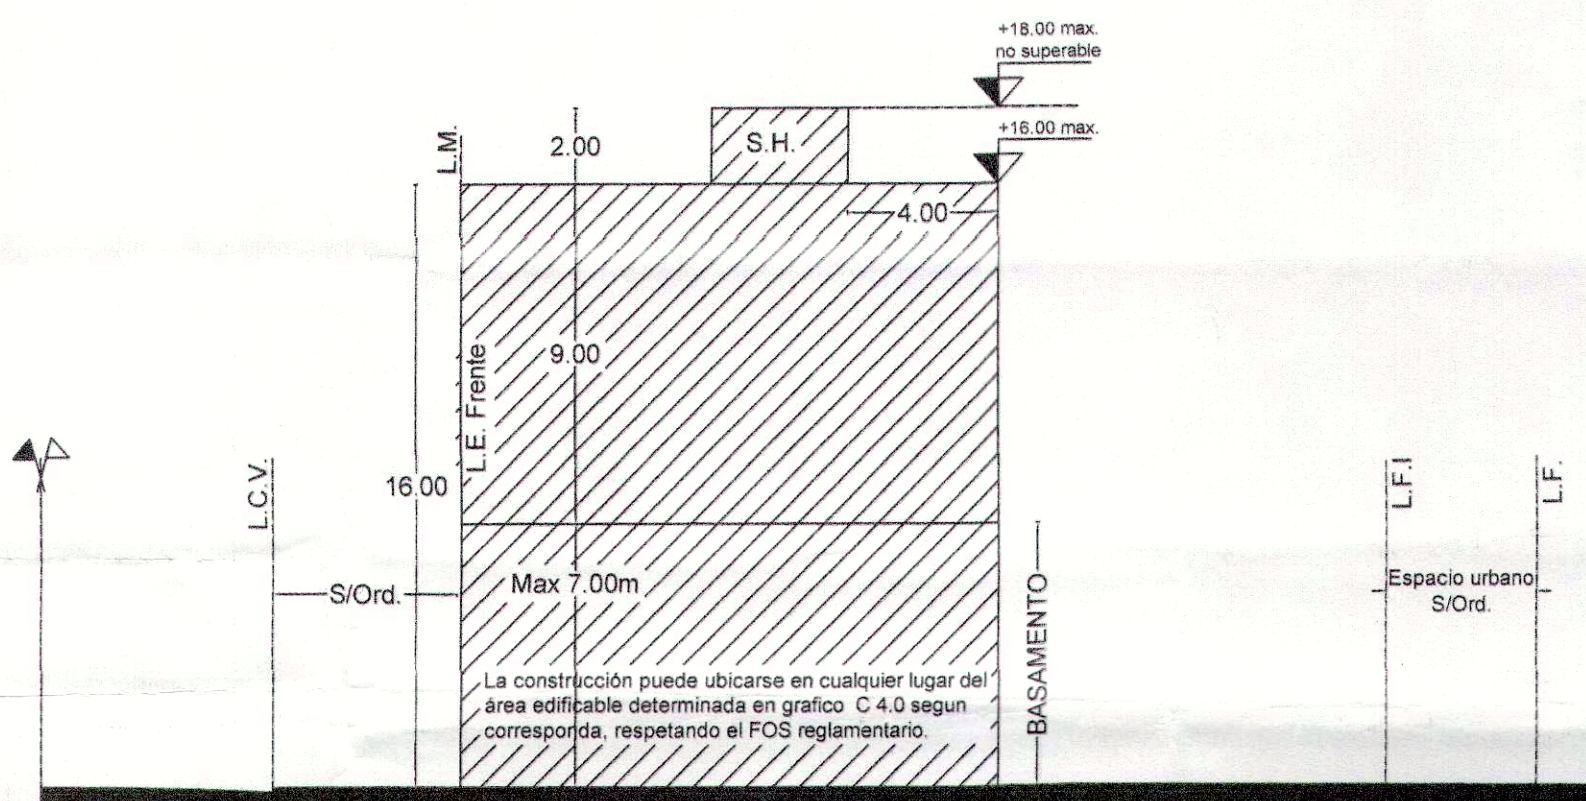 +18.00 max.
no superable
+16.00 max.
L.M.
2.00
S.H.
4.00
9.00
L.E. Frente
16.00
L.C.V.
L.F.I
L.F.
S/Ord.
Max 7.00m
BASAMENTO
Espacio urbano
S/Ord.
La construcción puede ubicarse en cualquier lugar del
área edificable determinada en grafico C 4.0 segun
corresponda, respetando el FOS reglamentario.